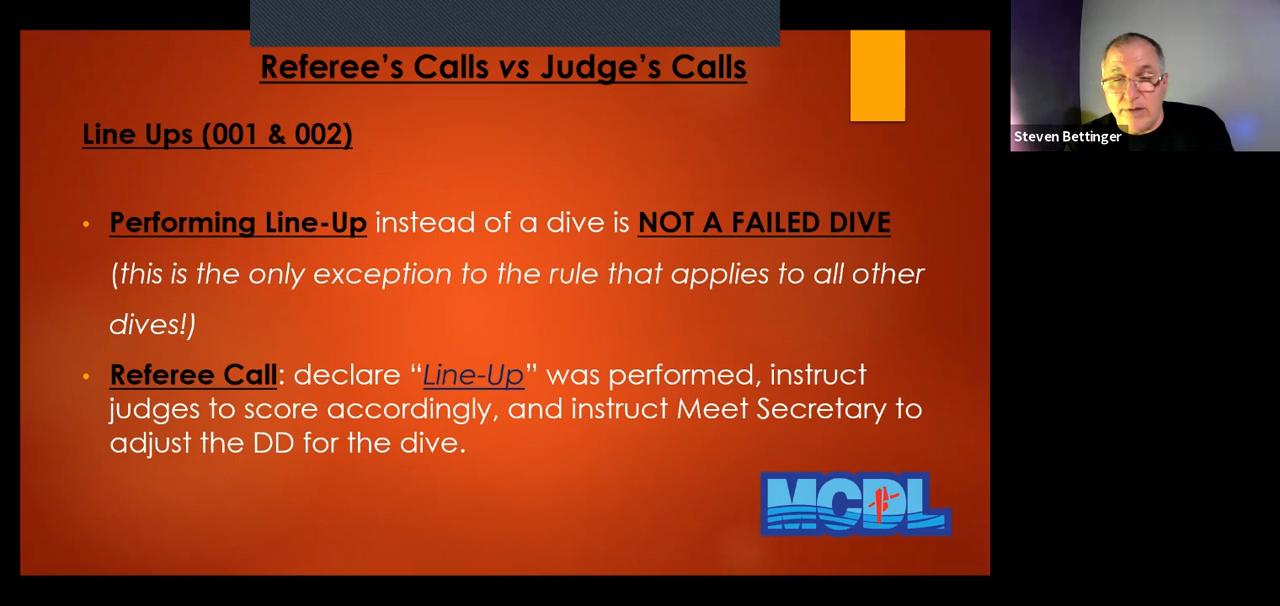 Referee's Calls vs Judge's Calls
Steven Bettinger
Line Ups (001 & 002)
• Performing Line-Up instead of a dive is NOT A FAILED DIVE
(this is the only exception to the rule that applies to all other
dives!)
• Referee Call: declare “Line-Up” was performed, instruct
judges to score accordingly, and instruct Meet Secretary to
adjust the DD for the dive.
MCDL